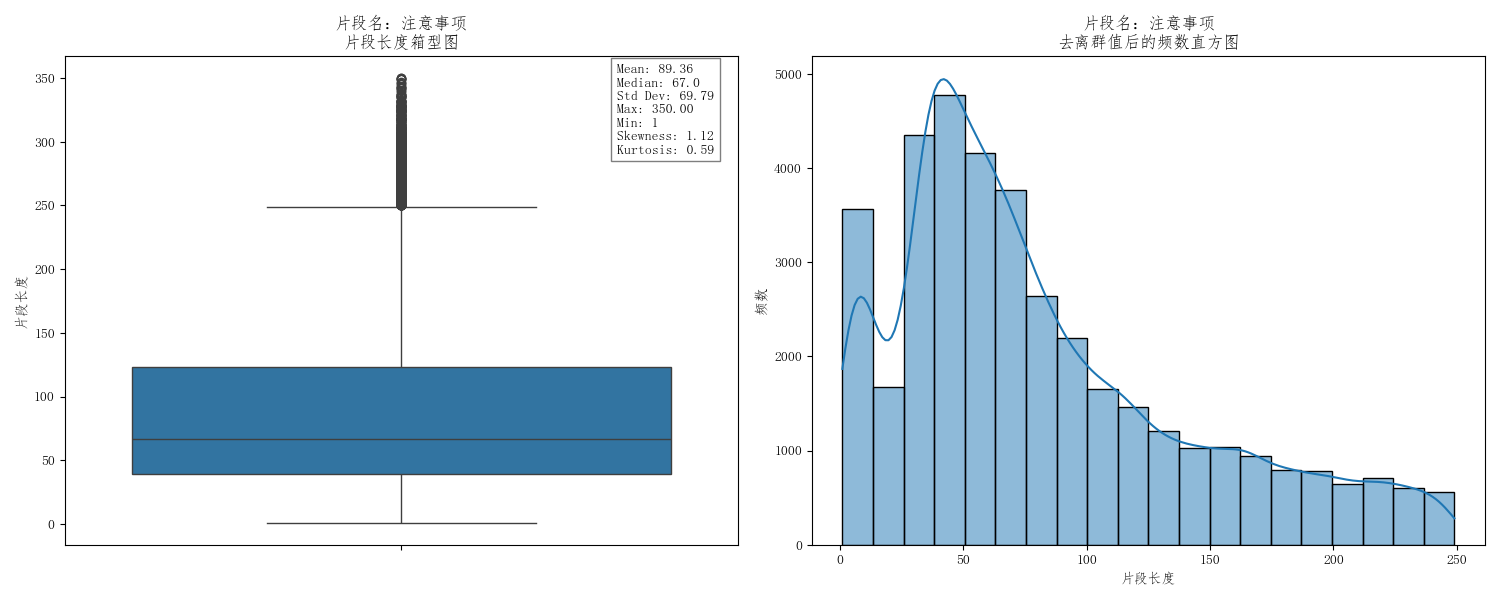 片段名：注意事项
片段长度箱型图
Mean: 89.36
Median: 67.0
Std Dev: 69.79
Max: 350.00
Min: 1
Skewness: 1.12
Kurtosis: 0.59
350
300
250
200
150
100
50
0
片段长度
片段名：注意事项
去离群值后的频数直方图
5000
4000
3000
2000
1000
0
频数
0
50
100
150
200
250
片段长度